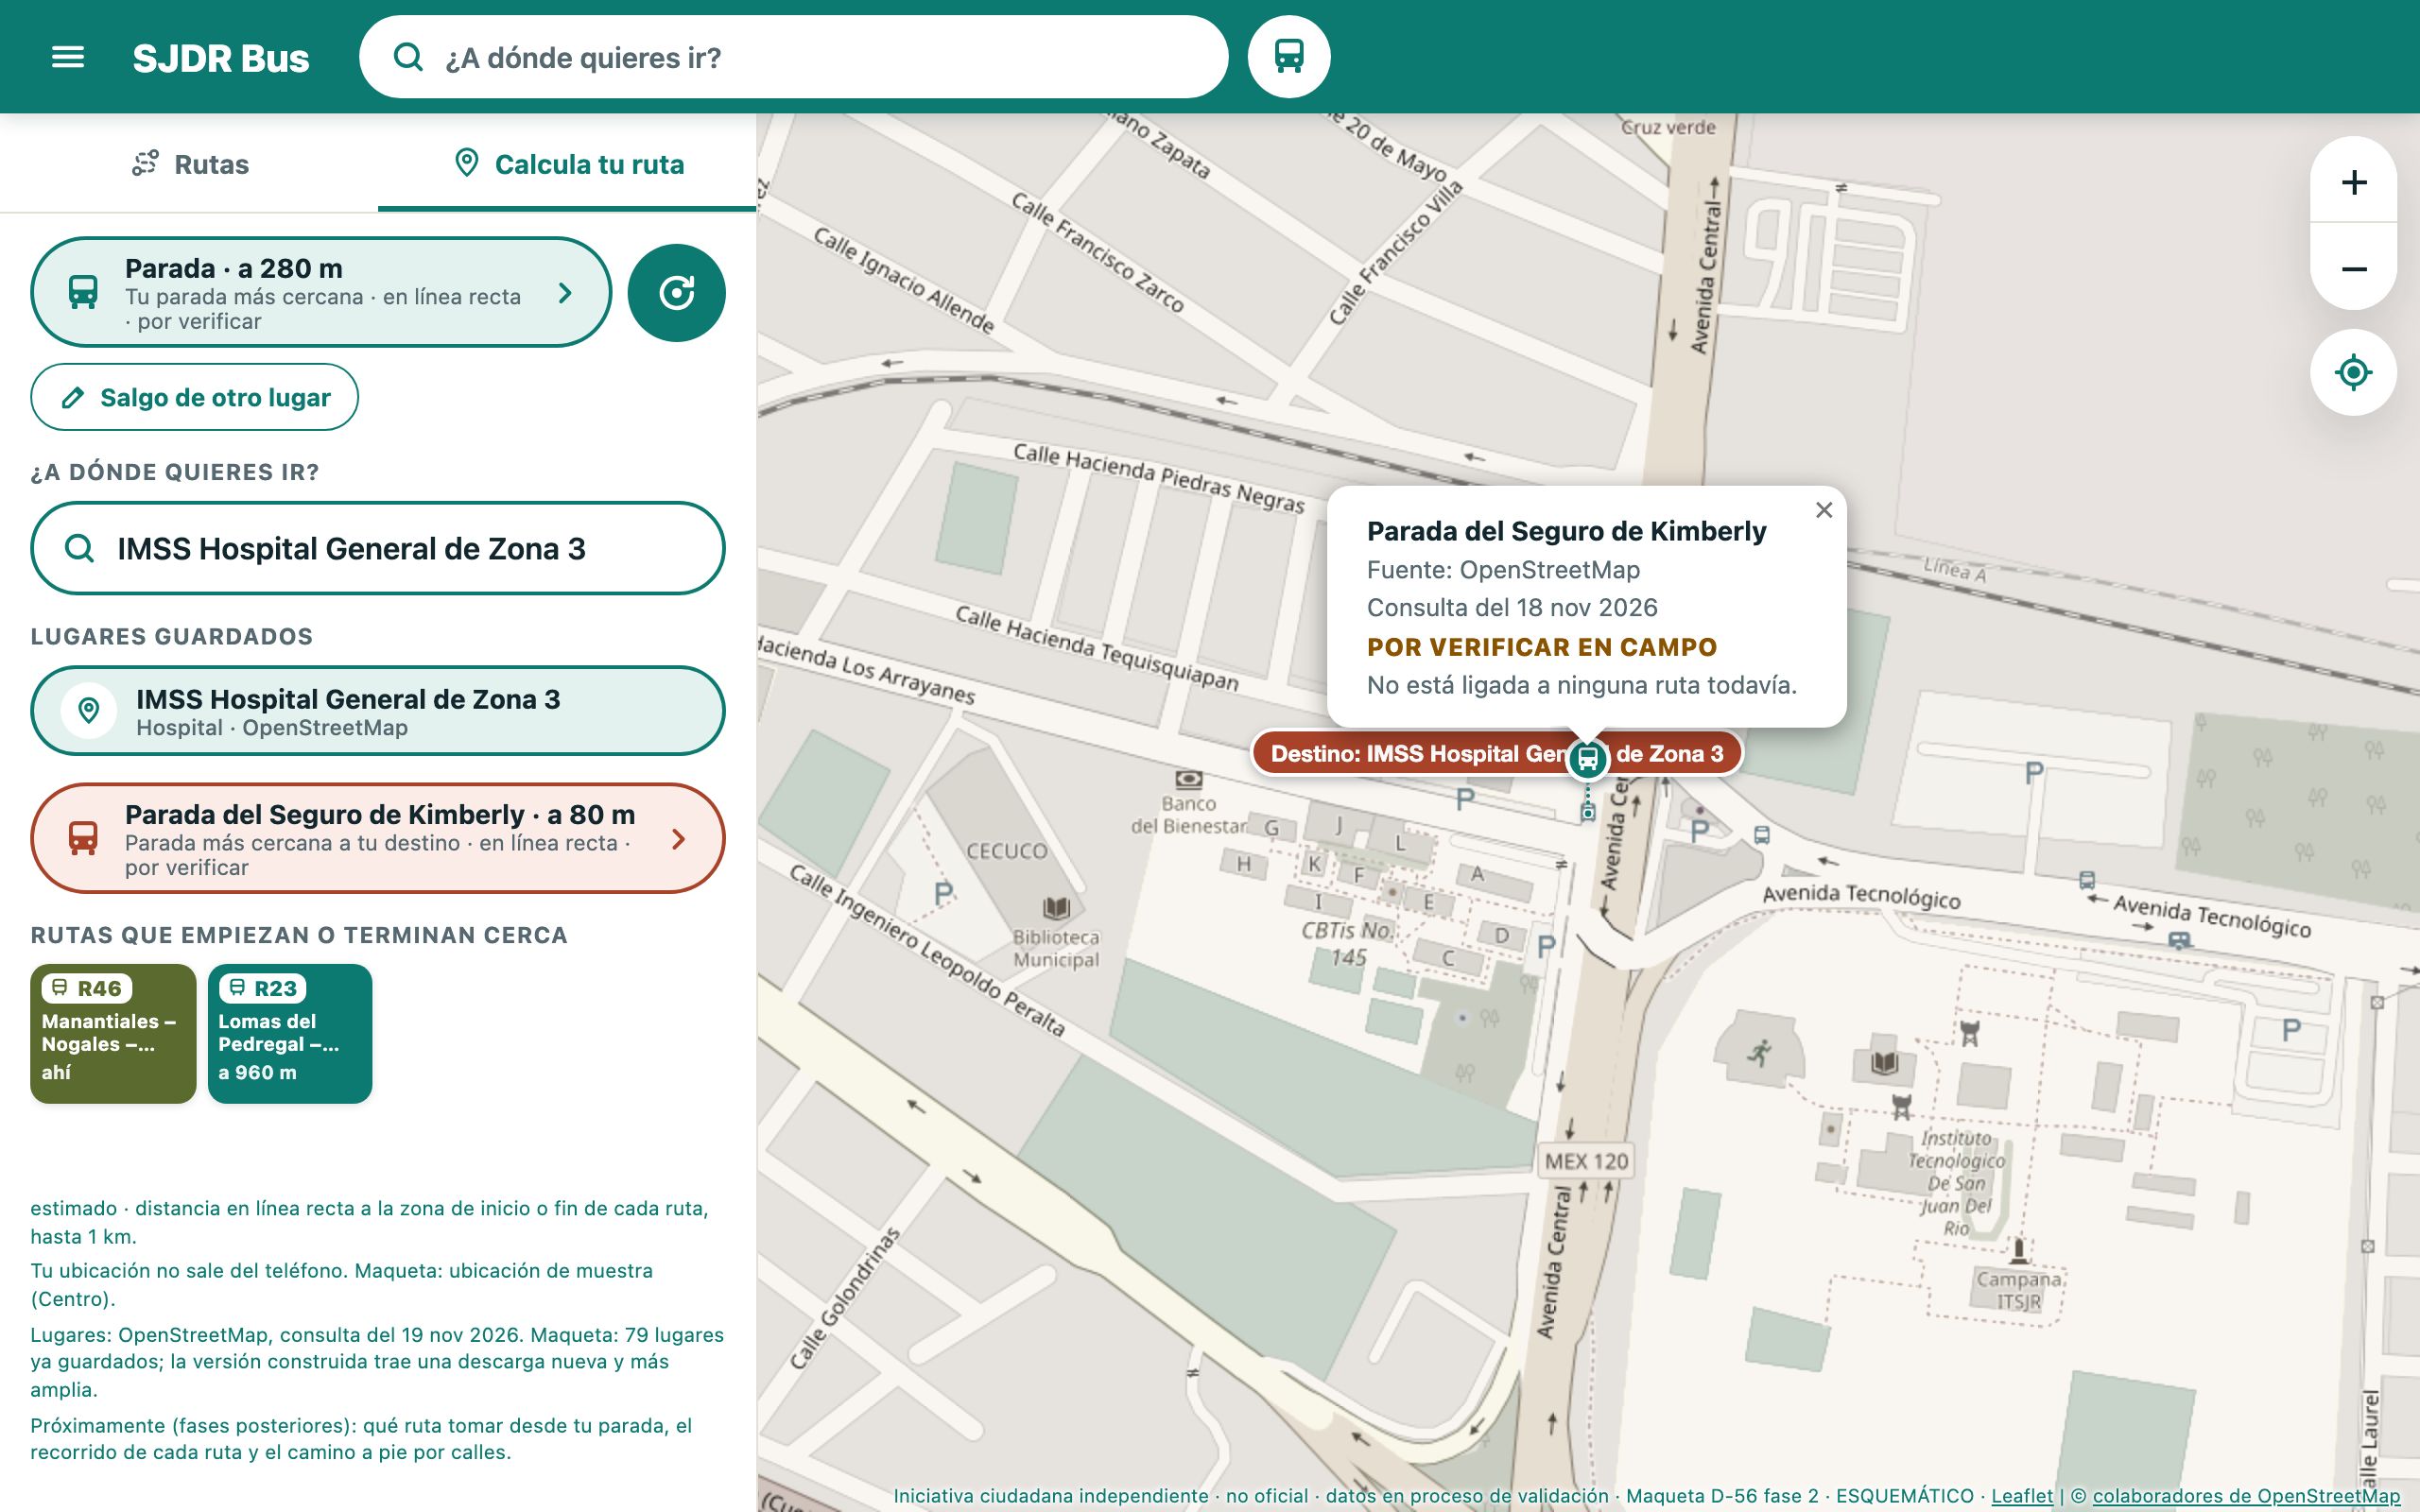 SJDR Bus
¿A dónde quieres ir?
Rutas
Calcula tu ruta
Parada · a 280 m
Tu parada más cercana · en línea recta
· por verificar
Salgo de otro lugar
¿A DÓNDE QUIERES IR?
IMSS Hospital General de Zona 3
LUGARES GUARDADOS
IMSS Hospital General de Zona 3
Hospital · OpenStreetMap
Parada del Seguro de Kimberly · a 80 m
Parada más cercana a tu destino · en línea recta ·
por verificar
RUTAS QUE EMPIEZAN O TERMINAN CERCA
R46
Manantiales –
Nogales –...
ahí
R23
Lomas del
Pedregal –...
a 960 m
estimado · distancia en línea recta a la zona de inicio o fin de cada ruta,
hasta 1 km.
Tu ubicación no sale del teléfono. Maqueta: ubicación de muestra
(Centro).
Lugares: OpenStreetMap, consulta del 19 nov 2026. Maqueta: 79 lugares
ya guardados; la versión construida trae una descarga nueva y más
amplia.
Próximamente (fases posteriores): qué ruta tomar desde tu parada, el
recorrido de cada ruta y el camino a pie por calles.
Zapata
20 de Mayo
Cruz verde
Calle Francisco Zarco
Calle Francisco Villa
Calle Ignacio Allende
Avenida Central
+
−
Calle Hacienda Piedras Negras
Línea A
Parada del Seguro de Kimberly
×
Fuente: OpenStreetMap
Consulta del 18 nov 2026
POR VERIFICAR EN CAMPO
No está ligada a ninguna ruta todavía.
Calle Hacienda Tequisquiapan
Hacienda Los Arrayanes
Destino: IMSS Hospital Gen de Zona 3
Banco
del Bienestar
P
P
P
G
J
L
H
K
F
A
I
E
D
C
CECUCO
P
Biblioteca
Municipal
CBTis No.
145
P
Avenida Cen
Avenida Tecnológico
Avenida Tecnológico
Calle Ingeniero Leopoldo Peralta
P
MEX 120
Instituto
Tecnologico
De San
Juan Del
Rio
Campana
ITSJR
Avenida Central
Calle Golondrinas
alle Laurel
Iniciativa ciudadana independiente · no oficial · datos en proceso de validación · Maqueta D-56 fase 2 · ESQUEMÁTICO · Leaflet | © colaboradores de OpenStreetMap